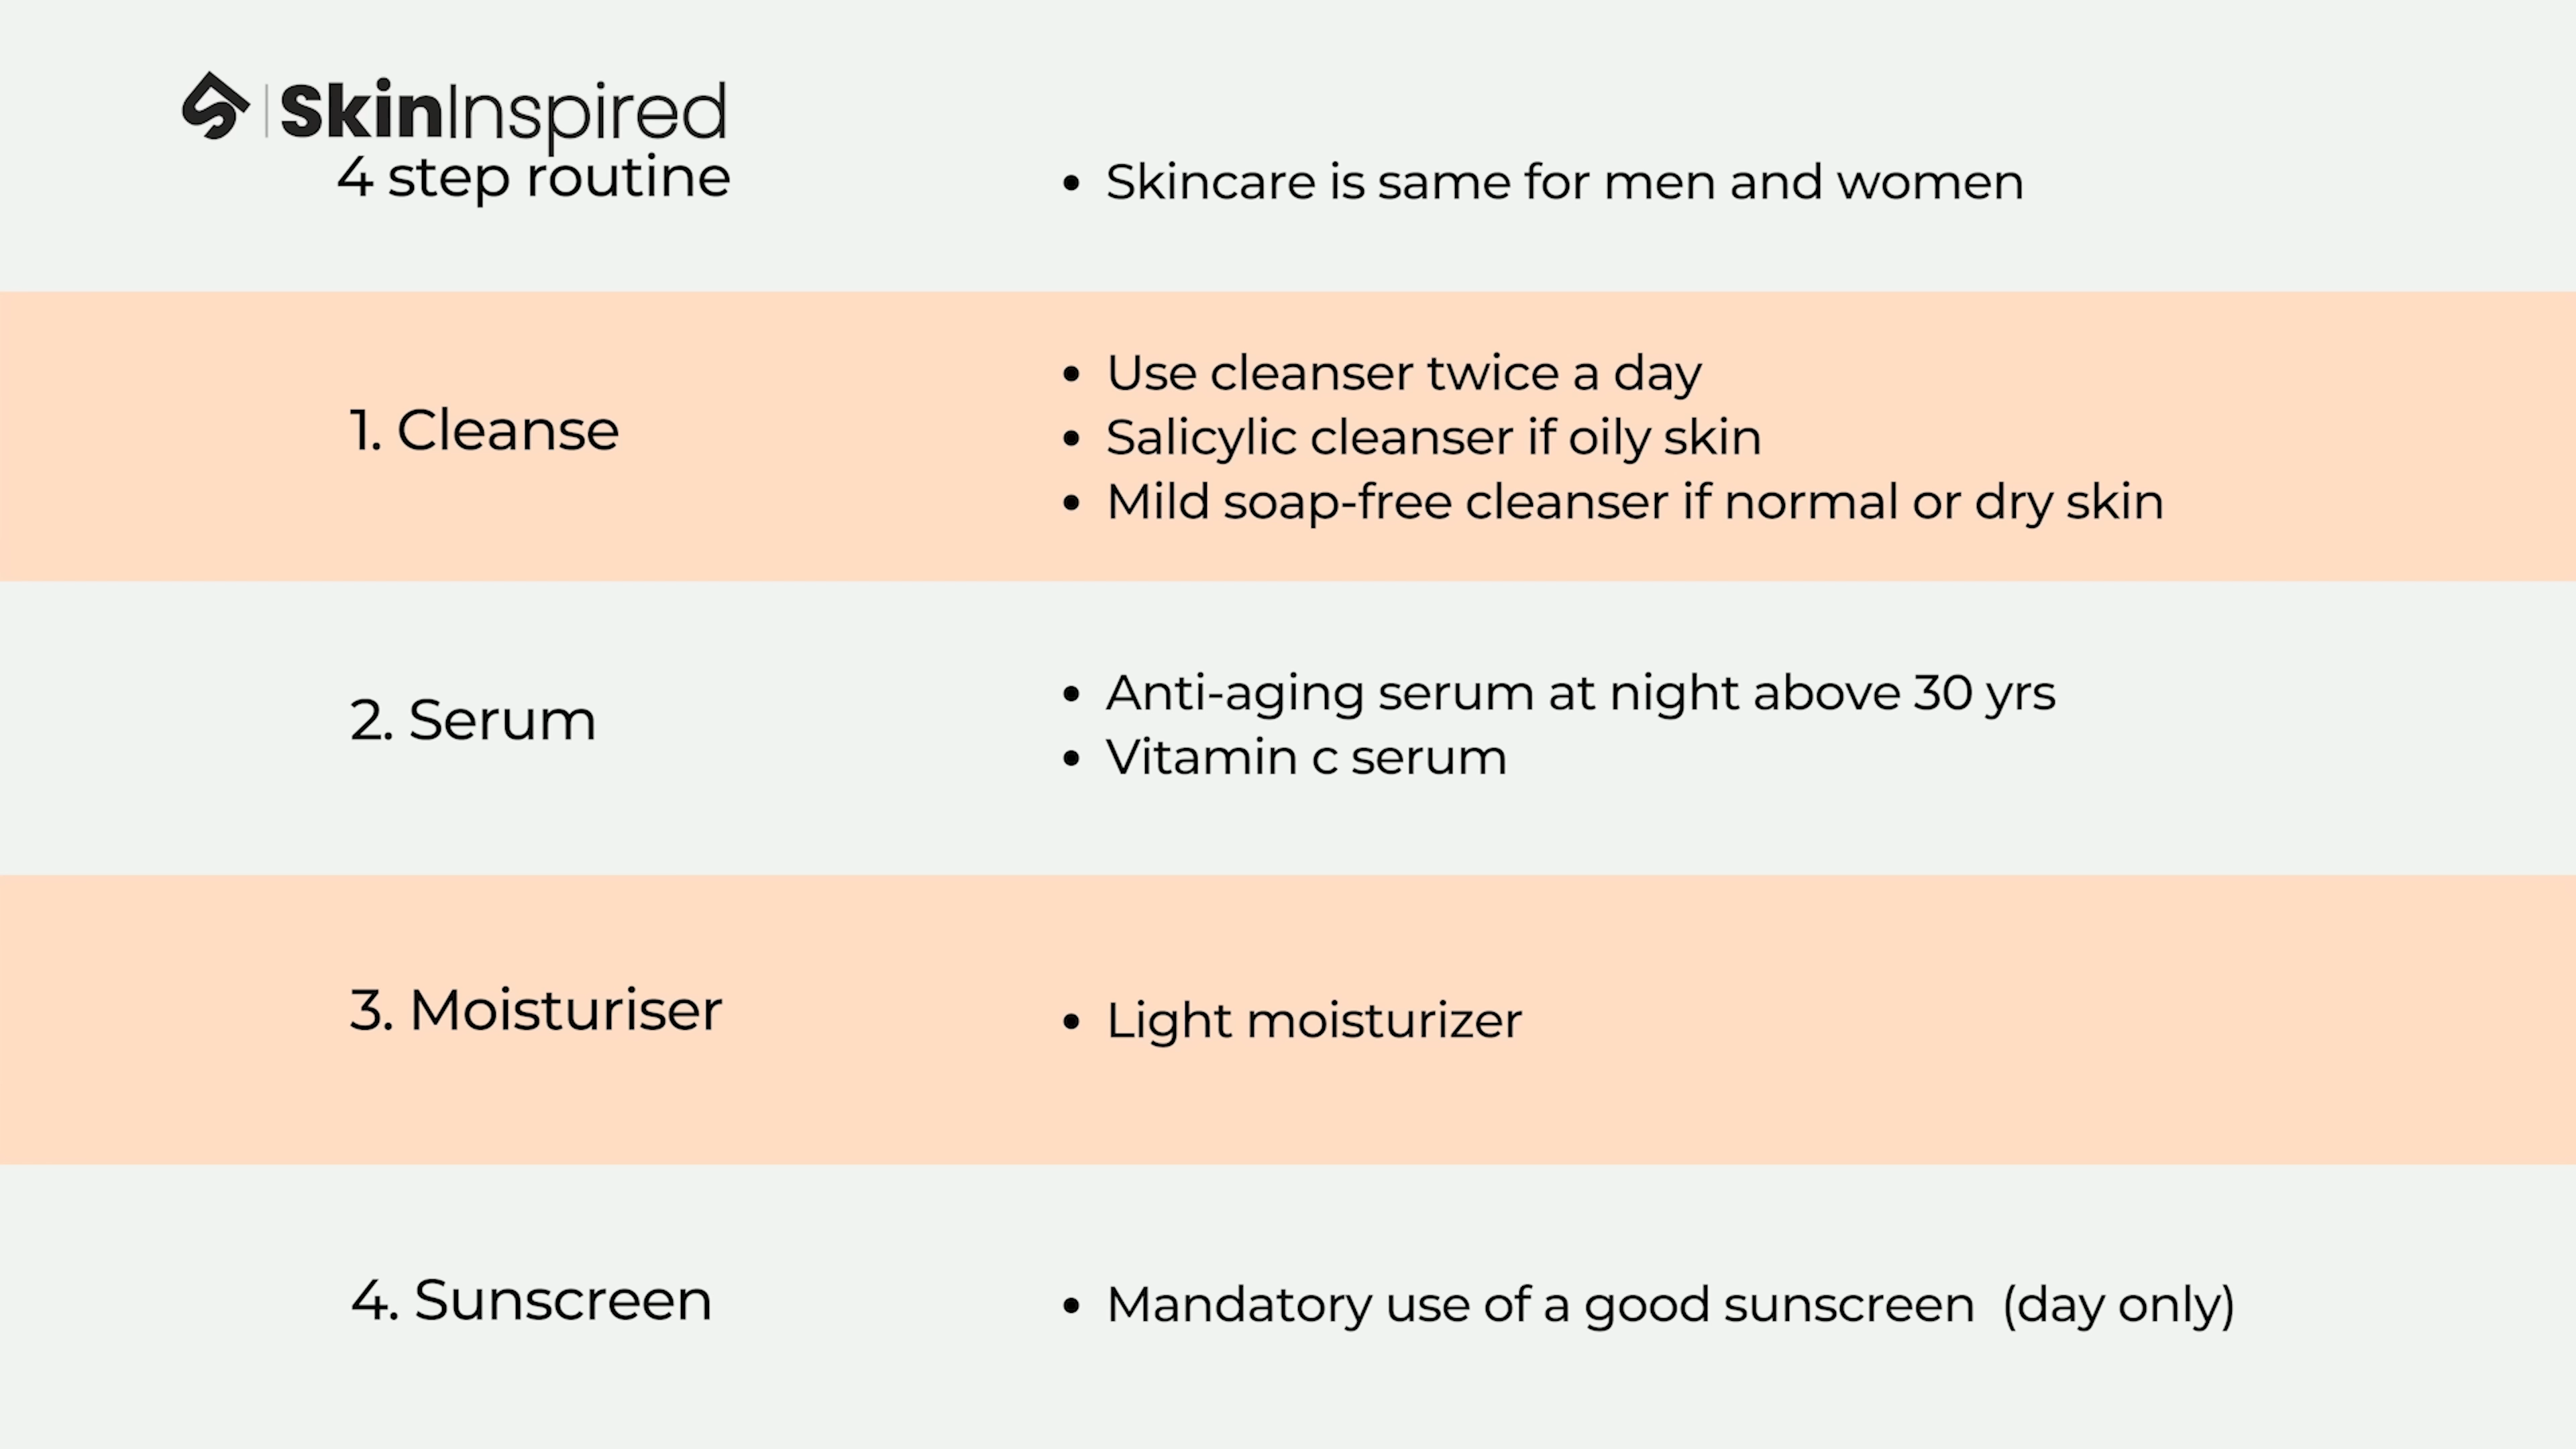 SkinInspired
4 step routine
• Skincare is same for men and women
1. Cleanse
• Use cleanser twice a day
• Salicylic cleanser if oily skin
• Mild soap-free cleanser if normal or dry skin
2. Serum
• Anti-aging serum at night above 30 yrs
• Vitamin c serum
3. Moisturiser
• Light moisturizer
4. Sunscreen
• Mandatory use of a good sunscreen  (day only)